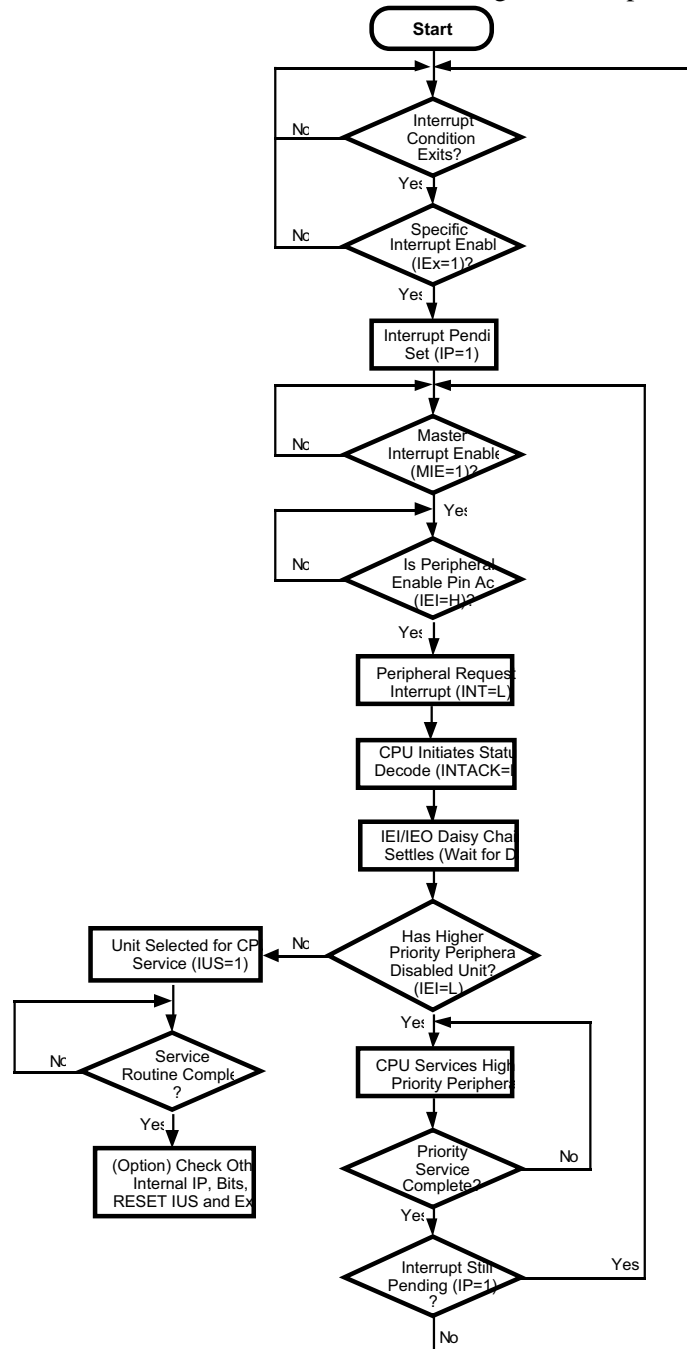 Start
Interrupt
Condition
Exits?
No
Yes
Specific
Interrupt Enabl
(IEx=1)?
No
Yes
Interrupt Pendi
Set (IP=1)
Master
Interrupt Enable
(MIE=1)?
No
Yes
Is Peripheral
Enable Pin Ac
(IEI=H)?
No
Yes
Peripheral Request
Interrupt (INT=L)
CPU Initiates Statu
Decode (INTACK=
IEI/IEO Daisy Chai
Settles (Wait for D
Has Higher
Priority Periphera
Disabled Unit?
(IEI=L)
No
Unit Selected for CP
Service (IUS=1)
Service
Routine Comple
?
No
Yes
(Option) Check Oth
Internal IP, Bits,
RESET IUS and Ex
Yes
CPU Services High
Priority Periphera
Priority
Service
Complete?
No
Yes
Interrupt Still
Pending (IP=1)
?
Yes
No